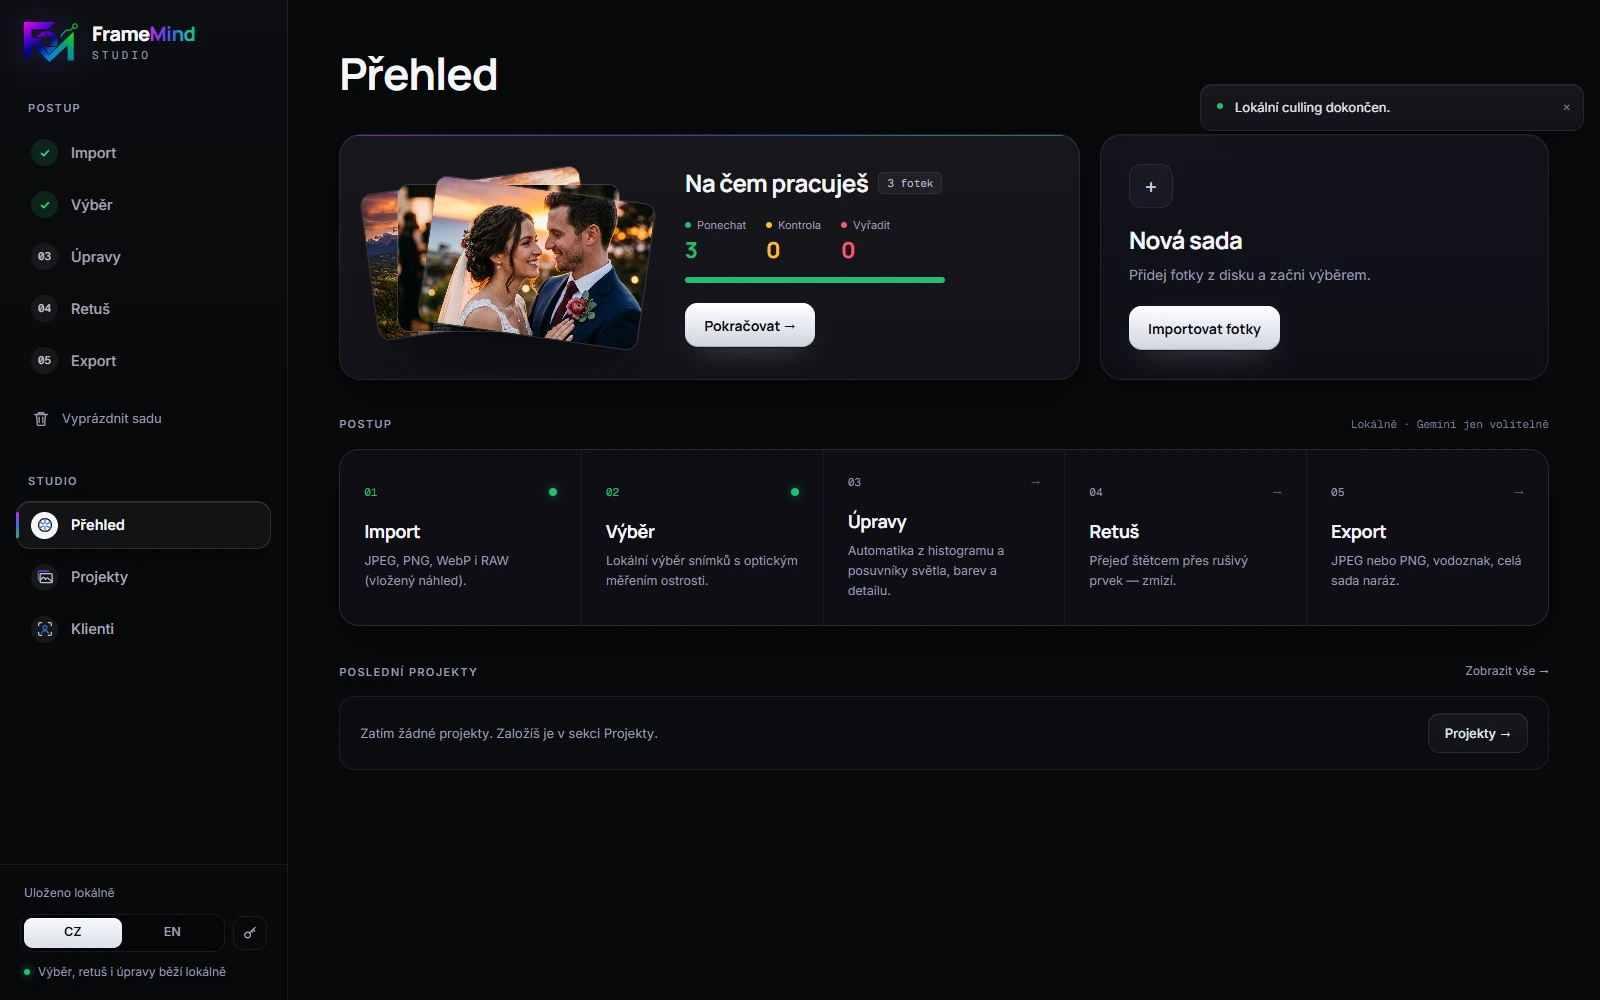 FrameMind
STUDIO
POSTUP
Import
Výběr
03 Úpravy
04 Retuš
05 Export
Vyprázdnit sadu
STUDIO
Přehled
Projekty
Klienti
Uloženo lokálně
CZ EN
Výběr, retuš i úpravy běží lokálně
Přehled
Lokální culling dokončen. ×
Na čem pracuješ 3 fotek
Ponechat Kontrola Vyřadit
3 0 0
Pokračovat →
+
Nová sada
Přidej fotky z disku a začni výběrem.
Importovat fotky
POSTUP
Lokálně · Gemini jen volitelně
01
Import
JPEG, PNG, WebP i RAW
(vložený náhled).
02
Výběr
Lokální výběr snímků s optickým
měřením ostrosti.
03 →
Úpravy
Automatika z histogramu a
posuvníky světla, barev a
detailu.
04 →
Retuš
Přejeď štětcem přes rušivý
prvek — zmizí.
05 →
Export
JPEG nebo PNG, vodoznak, celá
sada naráz.
POSLEDNÍ PROJEKTY
Zobrazit vše →
Zatím žádné projekty. Založíš je v sekci Projekty.
Projekty →